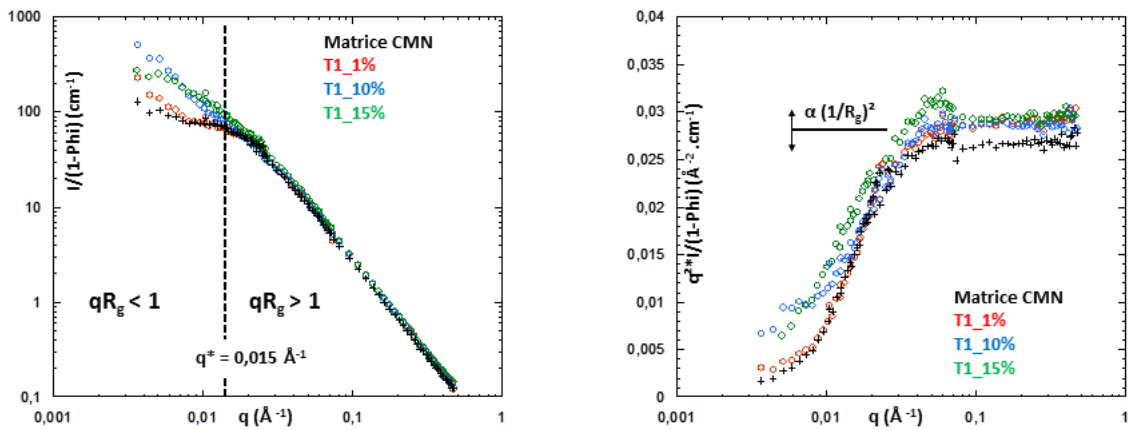 1000
100
10
1
0,1
0,001
0,01
0,1
1
I/(1-Phi) (cm⁻¹)
q (Å⁻¹)
Matrice CMN
T1_1%
T1_10%
T1_15%
qRg < 1
qRg > 1
q* = 0,015 Å⁻¹
0,04
0,035
0,03
0,025
0,02
0,015
0,01
0,005
0
0,001
0,01
0,1
1
q²*I/(1-Phi) (Å⁻².cm⁻¹)
q (Å⁻¹)
α (1/Rg)²
Matrice CMN
T1_1%
T1_10%
T1_15%